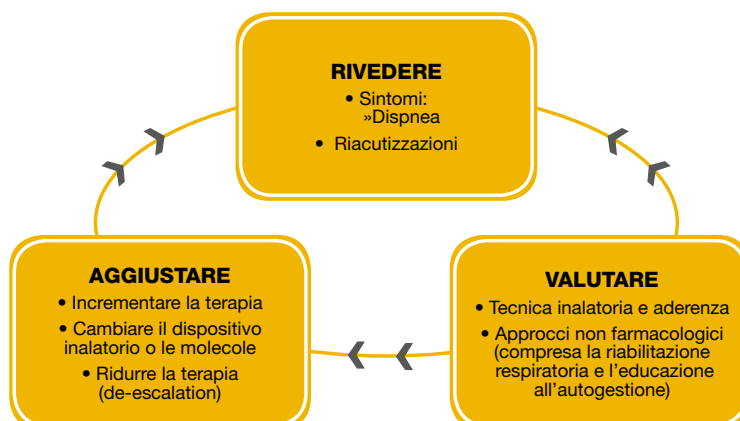 RIVEDERE
• Sintomi:
»Dispnea
• Riacutizzazioni
AGGIUSTARE
• Incrementare la terapia
• Cambiare il dispositivo
inalatorio o le molecole
• Ridurre la terapia
(de-escalation)
VALUTARE
• Tecnica inalatoria e aderenza
• Approcci non farmacologici
(compresa la riabilitazione
respiratoria e l'educazione
all'autogestione)